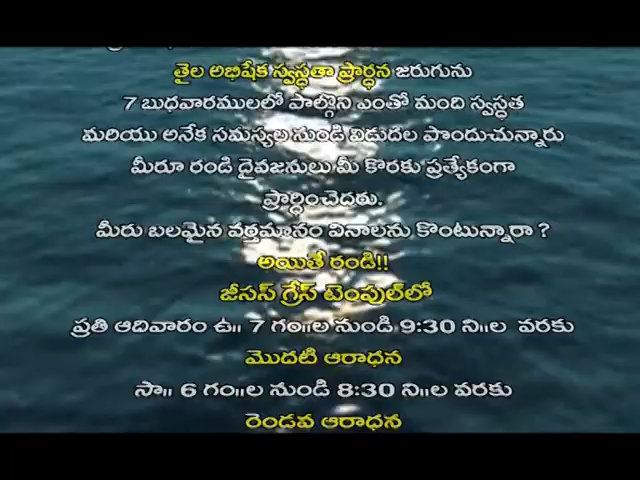 తైల అభిషేక స్వస్థతా ప్రార్థన జరుగును
7 బుధవారములలో పాల్గొని ఎంతో మంది స్వస్థత
మరియు అనేక సమస్యల నుండి విడుదల పొందుచున్నారు
మీరూ రండి దైవజనులు మీ కొరకు ప్రత్యేకంగా
ప్రార్ధించెదరు.
మీరు బలమైన వర్తమానం వినాలను కొంటున్నారా ?
అయితే రండి!!
జీసస్ గ్రేస్ టెంపుల్‌లో
ప్రతి ఆదివారం ఉ॥ 7 గం॥ల నుండి 9:30 ని॥ల వరకు
మొదటి ఆరాధన
సా॥ 6 గం॥ల నుండి 8:30 ని॥ల వరకు
రెండవ ఆరాధన